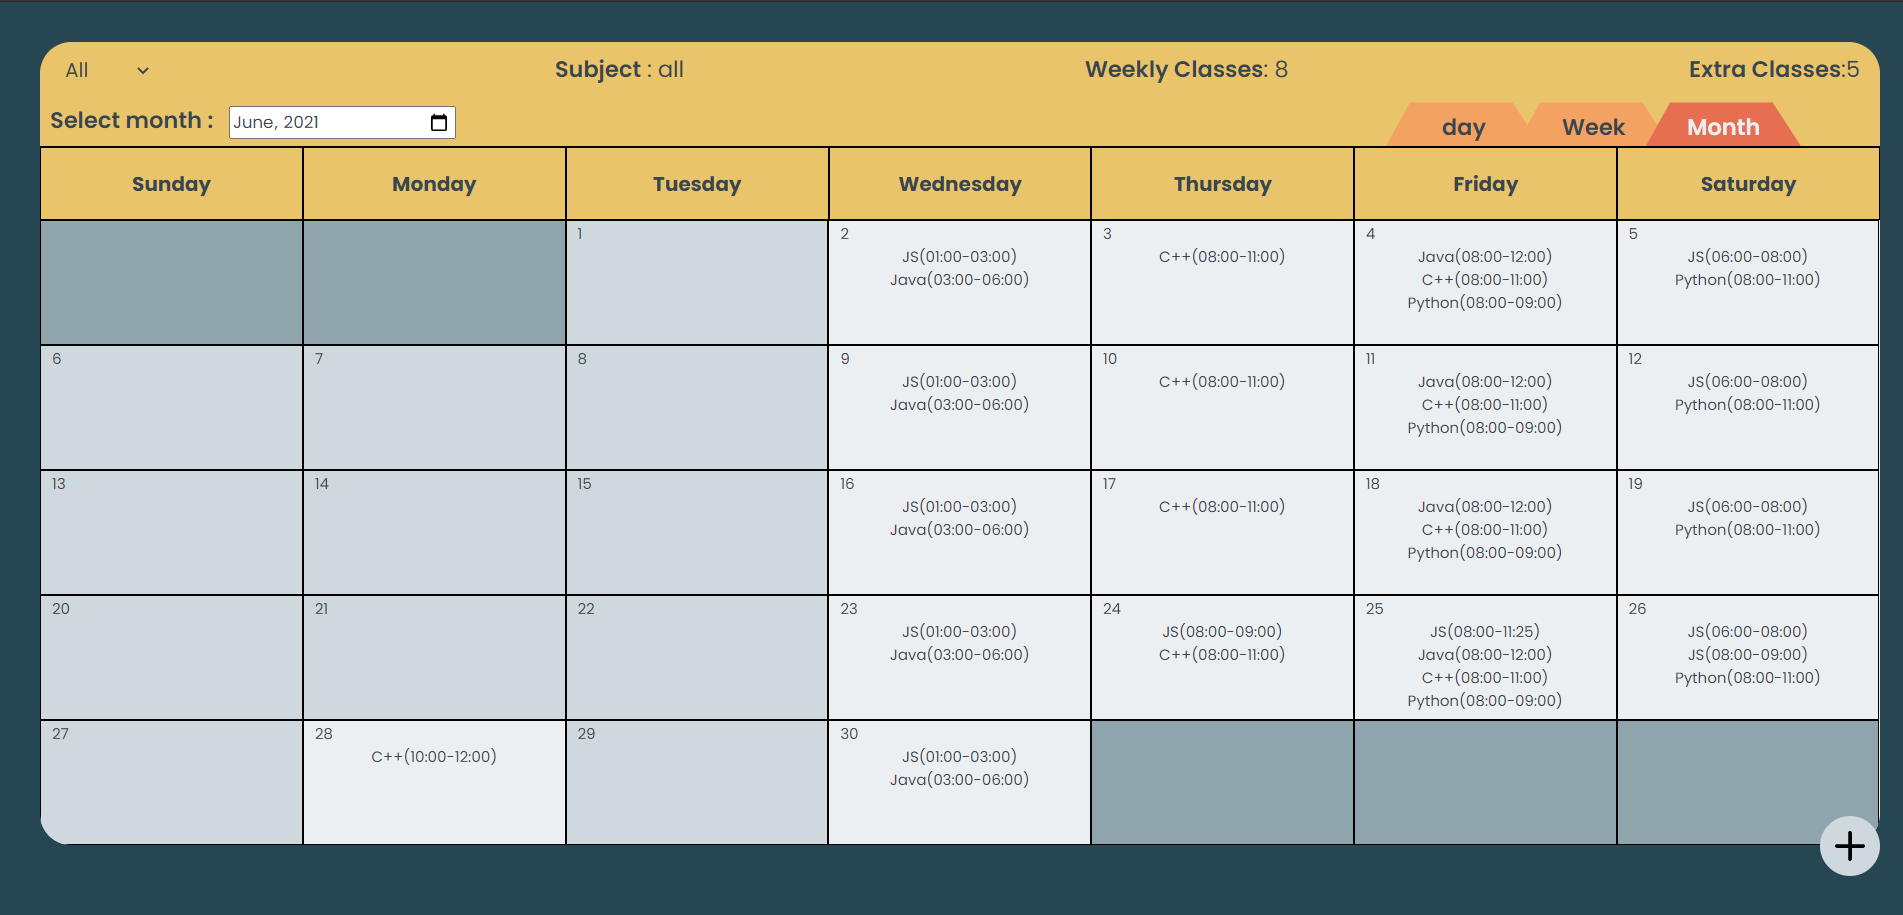 All
Subject : all
Weekly Classes: 8
Extra Classes:5
Select month :
June, 2021
day
Week
Month
Sunday
Monday
Tuesday
Wednesday
Thursday
Friday
Saturday
1
2
JS(01:00-03:00)
Java(03:00-06:00)
3
C++(08:00-11:00)
4
Java(08:00-12:00)
C++(08:00-11:00)
Python(08:00-09:00)
5
JS(06:00-08:00)
Python(08:00-11:00)
6
7
8
9
JS(01:00-03:00)
Java(03:00-06:00)
10
C++(08:00-11:00)
11
Java(08:00-12:00)
C++(08:00-11:00)
Python(08:00-09:00)
12
JS(06:00-08:00)
Python(08:00-11:00)
13
14
15
16
JS(01:00-03:00)
Java(03:00-06:00)
17
C++(08:00-11:00)
18
Java(08:00-12:00)
C++(08:00-11:00)
Python(08:00-09:00)
19
JS(06:00-08:00)
Python(08:00-11:00)
20
21
22
23
JS(01:00-03:00)
Java(03:00-06:00)
24
JS(08:00-09:00)
C++(08:00-11:00)
25
JS(08:00-11:25)
Java(08:00-12:00)
C++(08:00-11:00)
Python(08:00-09:00)
26
JS(06:00-08:00)
JS(08:00-09:00)
Python(08:00-11:00)
27
28
C++(10:00-12:00)
29
30
JS(01:00-03:00)
Java(03:00-06:00)
+